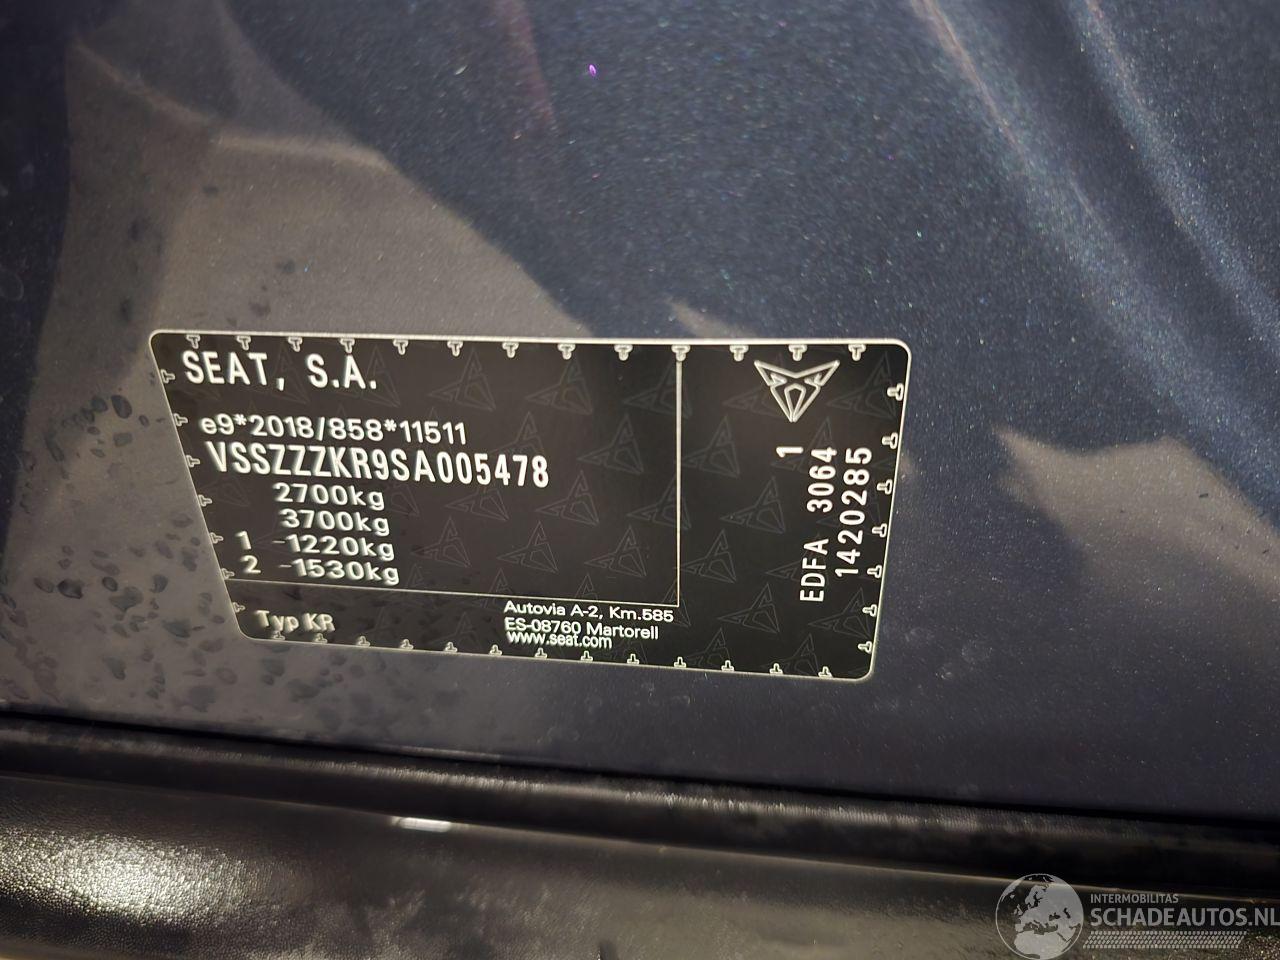 SEAT, S.A.
e9*2018/858*11511
VSSZZZKR9SA005478
2700kg
3700kg
1 -1220kg
2 -1530kg
Typ KR
Autovia A-2, Km.585
ES-08760 Martorell
www.seat.com
1
EDFA 3064
1420285
INTERMOBILITAS
SCHADEAUTOS.NL